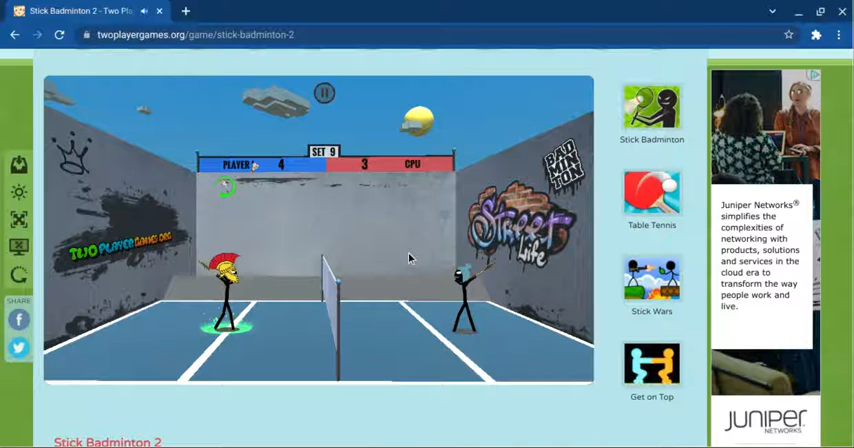 Stick Badminton 2 - Two Pla
twoplayergames.org/game/stick-badminton-2
SET 9
PLAYER 4 3 CPU
BAD
MIN
TON
STREET
Life
TWO PLAYERGAMES.ORG
SHARE
Stick Badminton
Table Tennis
Stick Wars
Get on Top
Juniper Networks®
simplifies the
complexities of
networking with
products, solutions
and services in the
cloud era to
transform the way
people work and
live.
JUNIPER
NETWORKS
Stick Badminton 2